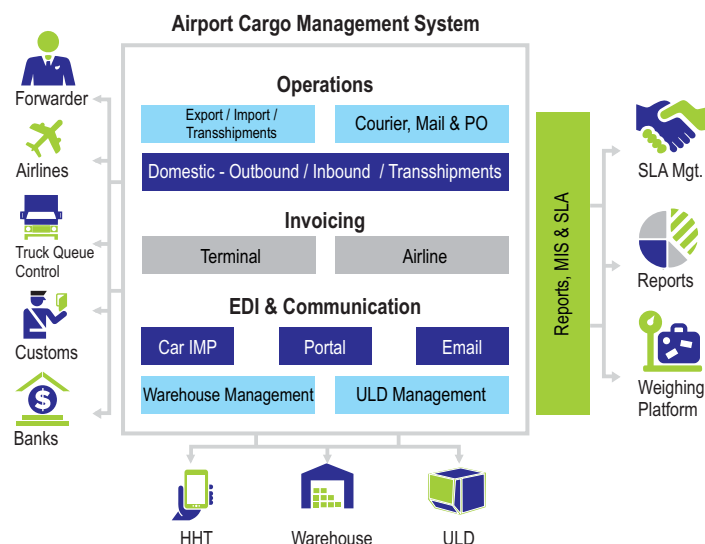 Airport Cargo Management System
Forwarder
Airlines
Truck Queue
Control
Customs
$
Banks
Operations
Export / Import /
Transshipments
Courier, Mail & PO
Domestic - Outbound / Inbound / Transshipments
Invoicing
Terminal
Airline
EDI & Communication
Car IMP
Portal
Email
Warehouse Management
ULD Management
Reports, MIS & SLA
SLA Mgt.
Reports
Weighing
Platform
HHT
Warehouse
ULD